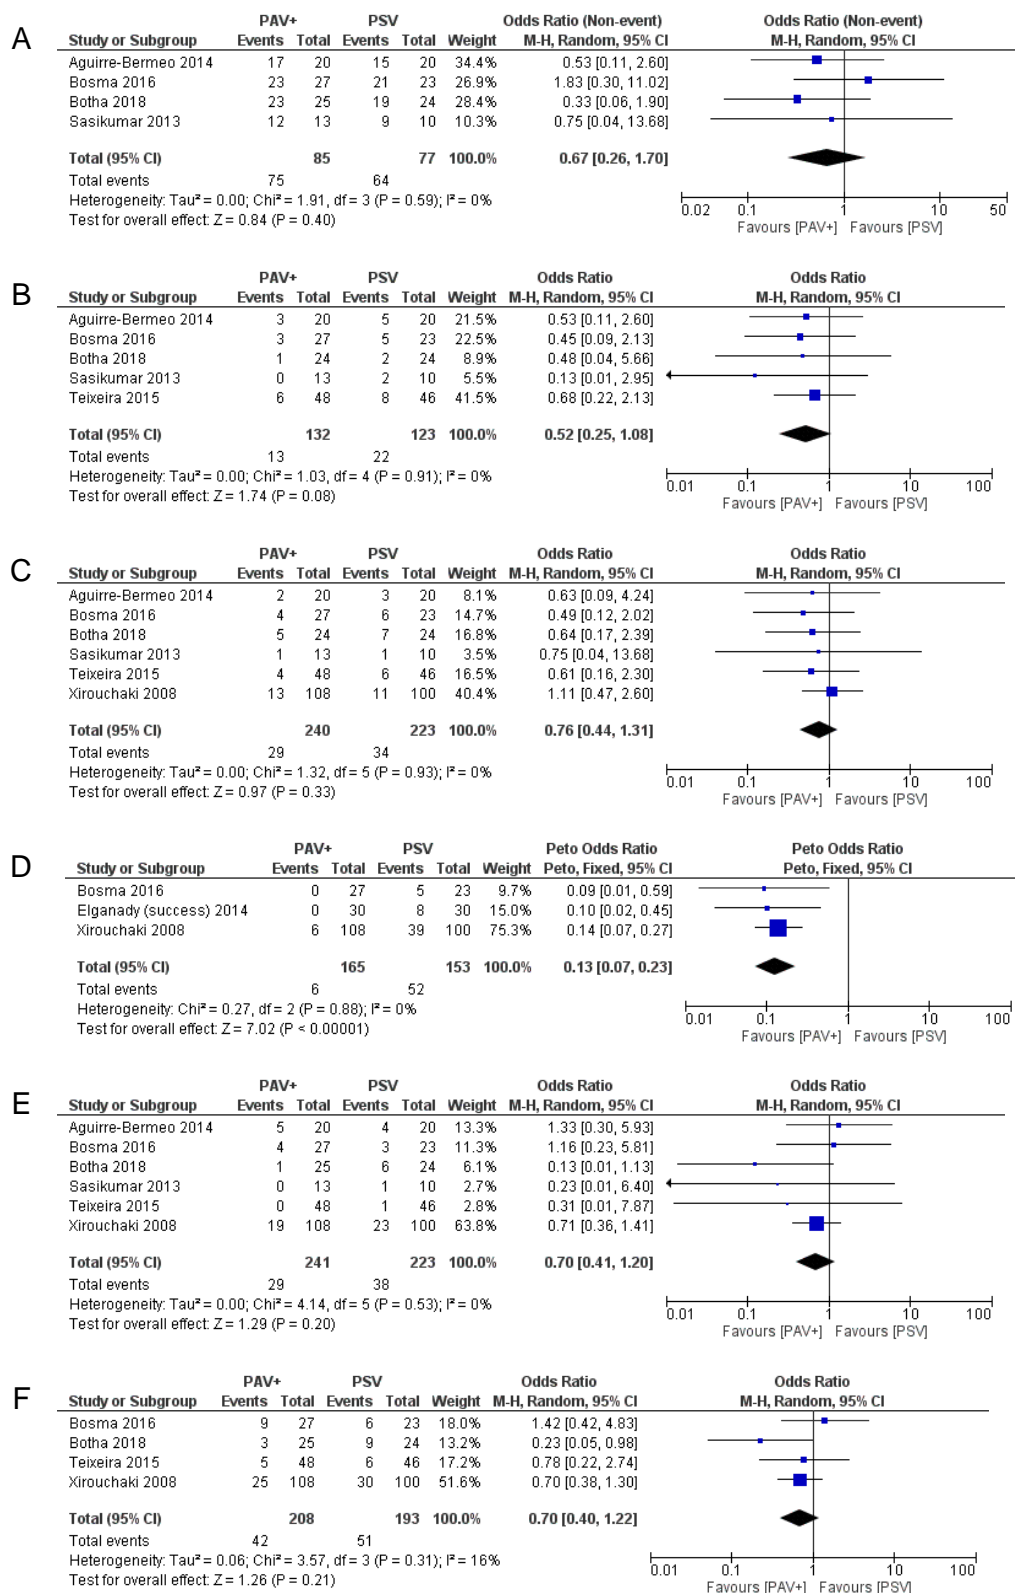 A
PAV+ PSV Odds Ratio (Non-event) Odds Ratio (Non-event)
Study or Subgroup Events Total Events Total Weight M-H, Random, 95% CI M-H, Random, 95% CI
Aguirre-Bermeo 2014 17 20 15 20 34.4% 0.53 [0.11, 2.60]
Bosma 2016 23 27 21 23 26.9% 1.83 [0.30, 11.02]
Botha 2018 23 25 19 24 28.4% 0.33 [0.06, 1.90]
Sasikumar 2013 12 13 9 10 10.3% 0.75 [0.04, 13.68]
Total (95% CI) 85 77 100.0% 0.67 [0.26, 1.70]
Total events 75 64
Heterogeneity: Tau² = 0.00; Chi² = 1.91, df = 3 (P = 0.59); I² = 0%
Test for overall effect: Z = 0.84 (P = 0.40)
0.02 0.1 1 10 50
Favours [PAV+] Favours [PSV]
B
PAV+ PSV Odds Ratio Odds Ratio
Study or Subgroup Events Total Events Total Weight M-H, Random, 95% CI M-H, Random, 95% CI
Aguirre-Bermeo 2014 3 20 5 20 21.5% 0.53 [0.11, 2.60]
Bosma 2016 3 27 5 23 22.5% 0.45 [0.09, 2.13]
Botha 2018 1 24 2 24 8.9% 0.48 [0.04, 5.66]
Sasikumar 2013 0 13 2 10 5.5% 0.13 [0.01, 2.95]
Teixeira 2015 6 48 8 46 41.5% 0.68 [0.22, 2.13]
Total (95% CI) 132 123 100.0% 0.52 [0.25, 1.08]
Total events 13 22
Heterogeneity: Tau² = 0.00; Chi² = 1.03, df = 4 (P = 0.91); I² = 0%
Test for overall effect: Z = 1.74 (P = 0.08)
0.01 0.1 1 10 100
Favours [PAV+] Favours [PSV]
C
PAV+ PSV Odds Ratio Odds Ratio
Study or Subgroup Events Total Events Total Weight M-H, Random, 95% CI M-H, Random, 95% CI
Aguirre-Bermeo 2014 2 20 3 20 8.1% 0.63 [0.09, 4.24]
Bosma 2016 4 27 6 23 14.7% 0.49 [0.12, 2.02]
Botha 2018 5 24 7 24 16.8% 0.64 [0.17, 2.39]
Sasikumar 2013 1 13 1 10 3.5% 0.75 [0.04, 13.68]
Teixeira 2015 4 48 6 46 16.5% 0.61 [0.16, 2.30]
Xirouchaki 2008 13 108 11 100 40.4% 1.11 [0.47, 2.60]
Total (95% CI) 240 223 100.0% 0.76 [0.44, 1.31]
Total events 29 34
Heterogeneity: Tau² = 0.00; Chi² = 1.32, df = 5 (P = 0.93); I² = 0%
Test for overall effect: Z = 0.97 (P = 0.33)
0.01 0.1 1 10 100
Favours [PAV+] Favours [PSV]
D
PAV+ PSV Peto Odds Ratio Peto Odds Ratio
Study or Subgroup Events Total Events Total Weight Peto, Fixed, 95% CI Peto, Fixed, 95% CI
Bosma 2016 0 27 5 23 9.7% 0.09 [0.01, 0.59]
Elganady (success) 2014 0 30 8 30 15.0% 0.10 [0.02, 0.45]
Xirouchaki 2008 6 108 39 100 75.3% 0.14 [0.07, 0.27]
Total (95% CI) 165 153 100.0% 0.13 [0.07, 0.23]
Total events 6 52
Heterogeneity: Chi² = 0.27, df = 2 (P = 0.88); I² = 0%
Test for overall effect: Z = 7.02 (P < 0.00001)
0.01 0.1 1 10 100
Favours [PAV+] Favours [PSV]
E
PAV+ PSV Odds Ratio Odds Ratio
Study or Subgroup Events Total Events Total Weight M-H, Random, 95% CI M-H, Random, 95% CI
Aguirre-Bermeo 2014 5 20 4 20 13.3% 1.33 [0.30, 5.93]
Bosma 2016 4 27 3 23 11.3% 1.16 [0.23, 5.81]
Botha 2018 1 25 6 24 6.1% 0.13 [0.01, 1.13]
Sasikumar 2013 0 13 1 10 2.7% 0.23 [0.01, 6.40]
Teixeira 2015 0 48 1 46 2.8% 0.31 [0.01, 7.87]
Xirouchaki 2008 19 108 23 100 63.8% 0.71 [0.36, 1.41]
Total (95% CI) 241 223 100.0% 0.70 [0.41, 1.20]
Total events 29 38
Heterogeneity: Tau² = 0.00; Chi² = 4.14, df = 5 (P = 0.53); I² = 0%
Test for overall effect: Z = 1.29 (P = 0.20)
0.01 0.1 1 10 100
Favours [PAV+] Favours [PSV]
F
PAV+ PSV Odds Ratio Odds Ratio
Study or Subgroup Events Total Events Total Weight M-H, Random, 95% CI M-H, Random, 95% CI
Bosma 2016 9 27 6 23 18.0% 1.42 [0.42, 4.83]
Botha 2018 3 25 9 24 13.2% 0.23 [0.05, 0.98]
Teixeira 2015 5 48 6 46 17.2% 0.78 [0.22, 2.74]
Xirouchaki 2008 25 108 30 100 51.6% 0.70 [0.38, 1.30]
Total (95% CI) 208 193 100.0% 0.70 [0.40, 1.22]
Total events 42 51
Heterogeneity: Tau² = 0.06; Chi² = 3.57, df = 3 (P = 0.31); I² = 16%
Test for overall effect: Z = 1.26 (P = 0.21)
0.01 0.1 1 10 100
Favours [PAV+] Favours [PSV]